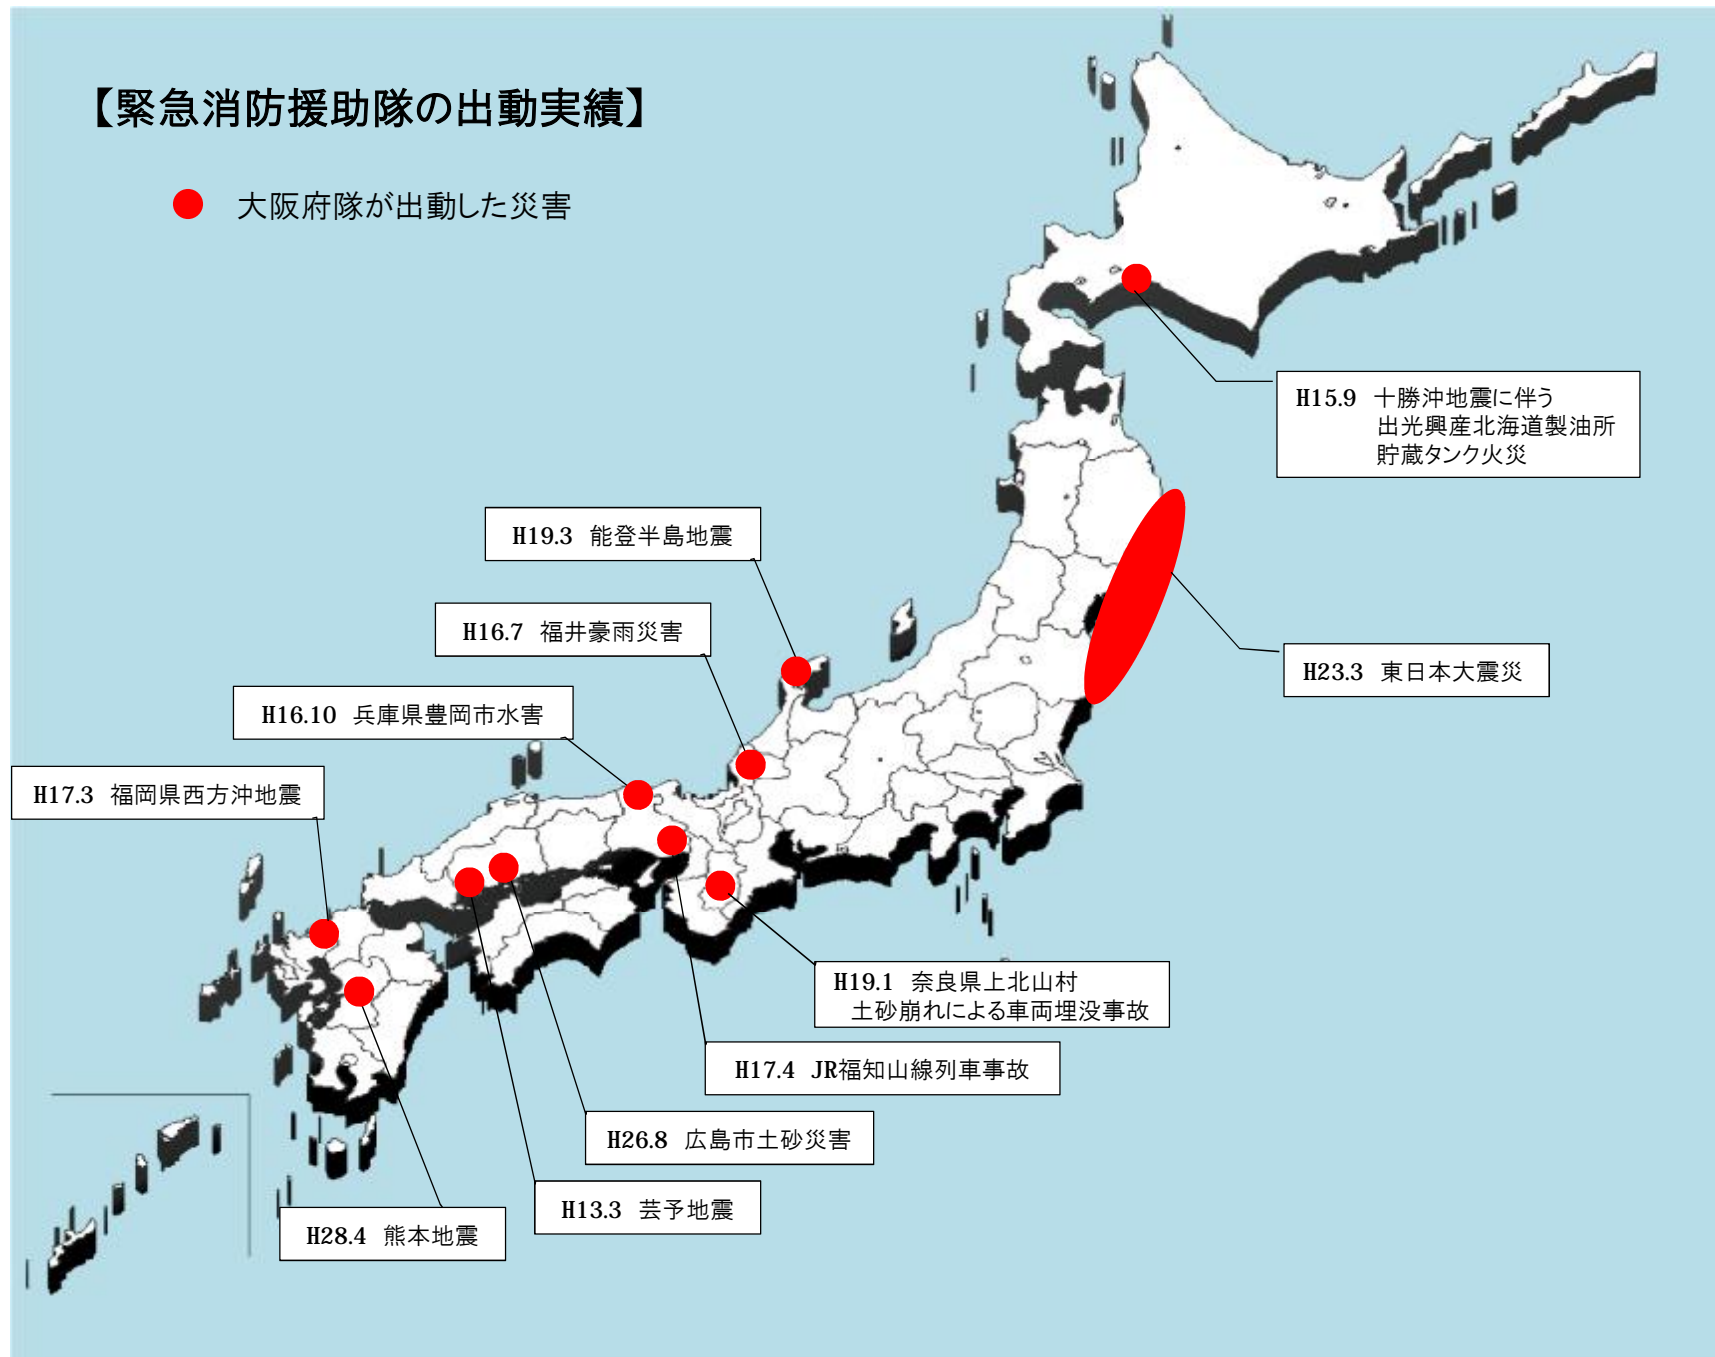 【緊急消防援助隊の出動実績】
大阪府隊が出動した災害
H15.9 十勝沖地震に伴う
出光興産北海道製油所
貯蔵タンク火災
H19.3 能登半島地震
H16.7 福井豪雨災害
H23.3 東日本大震災
H16.10 兵庫県豊岡市水害
H17.3 福岡県西方沖地震
H19.1 奈良県上北山村
土砂崩れによる車両埋没事故
H17.4 JR福知山線列車事故
H26.8 広島市土砂災害
H13.3 芸予地震
H28.4 熊本地震